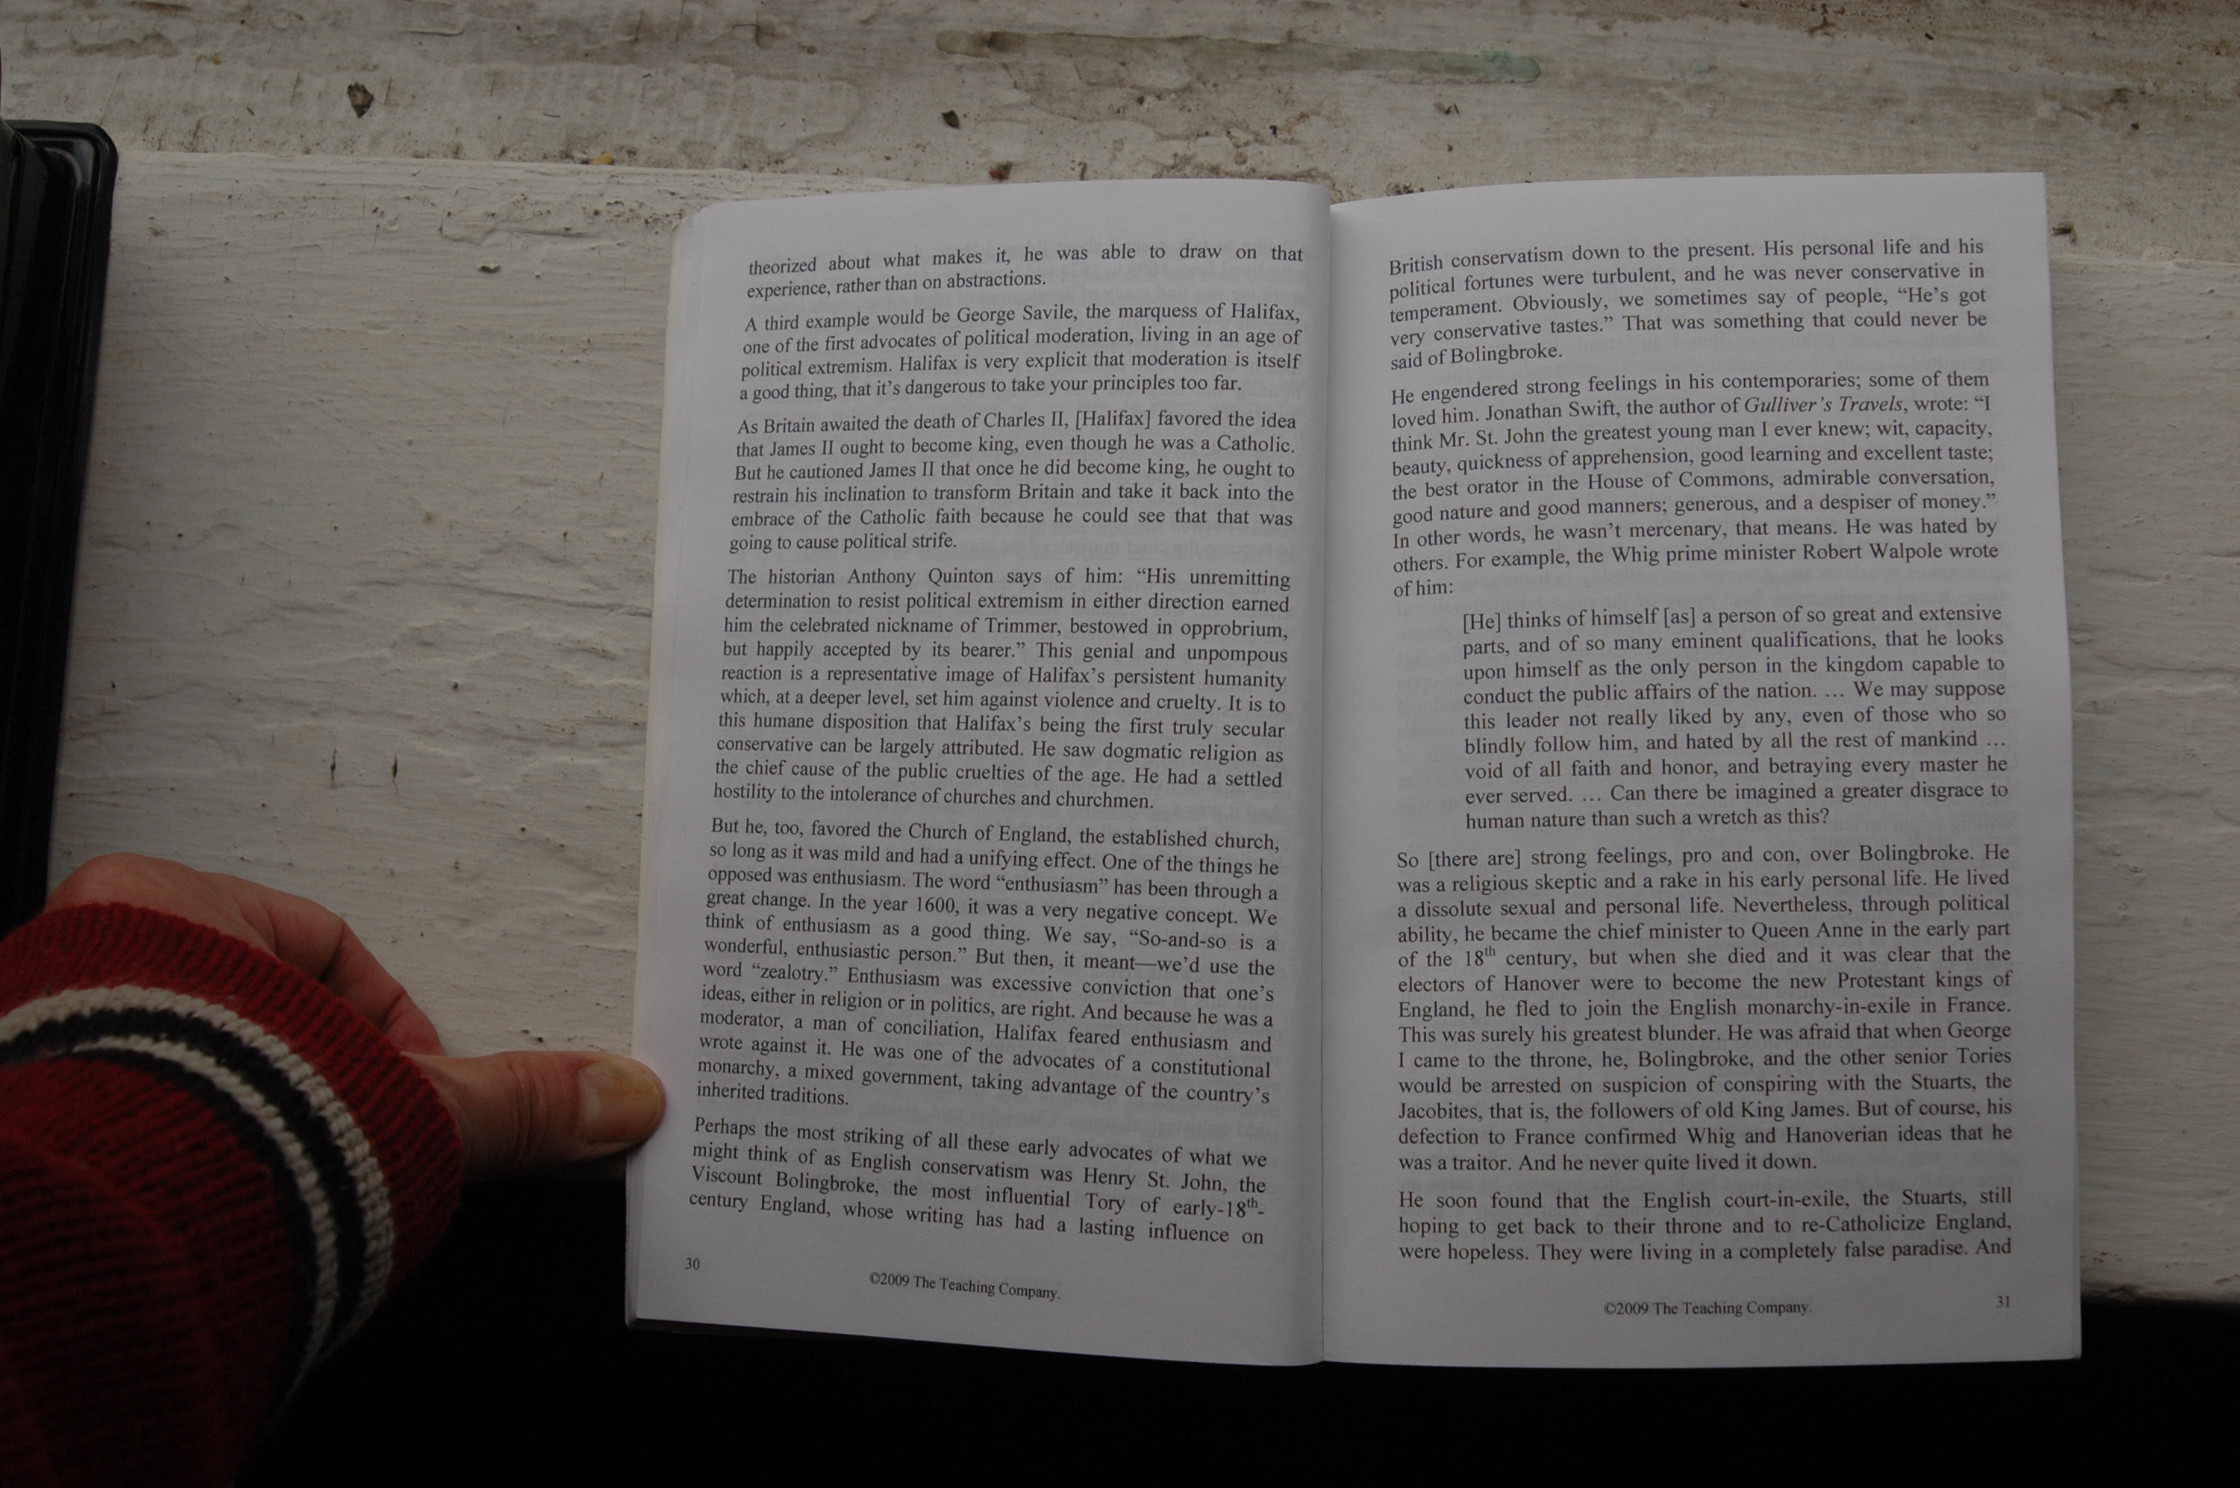 theorized about what makes it, he was able to draw on that
experience, rather than on abstractions.
A third example would be George Savile, the marquess of Halifax,
one of the first advocates of political moderation, living in an age of
political extremism. Halifax is very explicit that moderation is itself
a good thing, that it's dangerous to take your principles too far.
As Britain awaited the death of Charles II, [Halifax] favored the idea
that James II ought to become king, even though he was a Catholic.
But he cautioned James II that once he did become king, he ought to
restrain his inclination to transform Britain and take it back into the
embrace of the Catholic faith because he could see that that was
going to cause political strife.
The historian Anthony Quinton says of him: “His unremitting
determination to resist political extremism in either direction earned
him the celebrated nickname of Trimmer, bestowed in opprobrium,
but happily accepted by its bearer.” This genial and unpompous
reaction is a representative image of Halifax's persistent humanity
which, at a deeper level, set him against violence and cruelty. It is to
this humane disposition that Halifax's being the first truly secular
conservative can be largely attributed. He saw dogmatic religion as
the chief cause of the public cruelties of the age. He had a settled
hostility to the intolerance of churches and churchmen.
But he, too, favored the Church of England, the established church,
so long as it was mild and had a unifying effect. One of the things he
opposed was enthusiasm. The word “enthusiasm” has been through a
great change. In the year 1600, it was a very negative concept. We
think of enthusiasm as a good thing. We say, “So-and-so is a
wonderful, enthusiastic person.” But then, it meant—we'd use the
word “zealotry.” Enthusiasm was excessive conviction that one's
ideas, either in religion or in politics, are right. And because he was a
moderator, a man of conciliation, Halifax feared enthusiasm and
wrote against it. He was one of the advocates of a constitutional
monarchy, a mixed government, taking advantage of the country's
inherited traditions.
Perhaps the most striking of all these early advocates of what we
might think of as English conservatism was Henry St. John, the
Viscount Bolingbroke, the most influential Tory of early-18th-
century England, whose writing has had a lasting influence on
30
©2009 The Teaching Company.
British conservatism down to the present. His personal life and his
political fortunes were turbulent, and he was never conservative in
temperament. Obviously, we sometimes say of people, “He's got
very conservative tastes.” That was something that could never be
said of Bolingbroke.
He engendered strong feelings in his contemporaries; some of them
loved him. Jonathan Swift, the author of Gulliver's Travels, wrote: “I
think Mr. St. John the greatest young man I ever knew; wit, capacity,
beauty, quickness of apprehension, good learning and excellent taste;
the best orator in the House of Commons, admirable conversation,
good nature and good manners; generous, and a despiser of money.”
In other words, he wasn't mercenary, that means. He was hated by
others. For example, the Whig prime minister Robert Walpole wrote
of him:
[He] thinks of himself [as] a person of so great and extensive
parts, and of so many eminent qualifications, that he looks
upon himself as the only person in the kingdom capable to
conduct the public affairs of the nation. … We may suppose
this leader not really liked by any, even of those who so
blindly follow him, and hated by all the rest of mankind …
void of all faith and honor, and betraying every master he
ever served. … Can there be imagined a greater disgrace to
human nature than such a wretch as this?
So [there are] strong feelings, pro and con, over Bolingbroke. He
was a religious skeptic and a rake in his early personal life. He lived
a dissolute sexual and personal life. Nevertheless, through political
ability, he became the chief minister to Queen Anne in the early part
of the 18th century, but when she died and it was clear that the
electors of Hanover were to become the new Protestant kings of
England, he fled to join the English monarchy-in-exile in France.
This was surely his greatest blunder. He was afraid that when George
I came to the throne, he, Bolingbroke, and the other senior Tories
would be arrested on suspicion of conspiring with the Stuarts, the
Jacobites, that is, the followers of old King James. But of course, his
defection to France confirmed Whig and Hanoverian ideas that he
was a traitor. And he never quite lived it down.
He soon found that the English court-in-exile, the Stuarts, still
hoping to get back to their throne and to re-Catholicize England,
were hopeless. They were living in a completely false paradise. And
©2009 The Teaching Company.
31